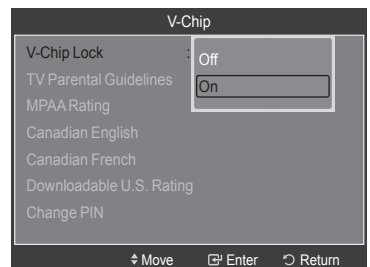 V-Chip
V-Chip Lock : Off
On
TV Parental Guidelines
MPAA Rating
Canadian English
Canadian French
Downloadable U.S. Rating
Change PIN
Move Enter Return